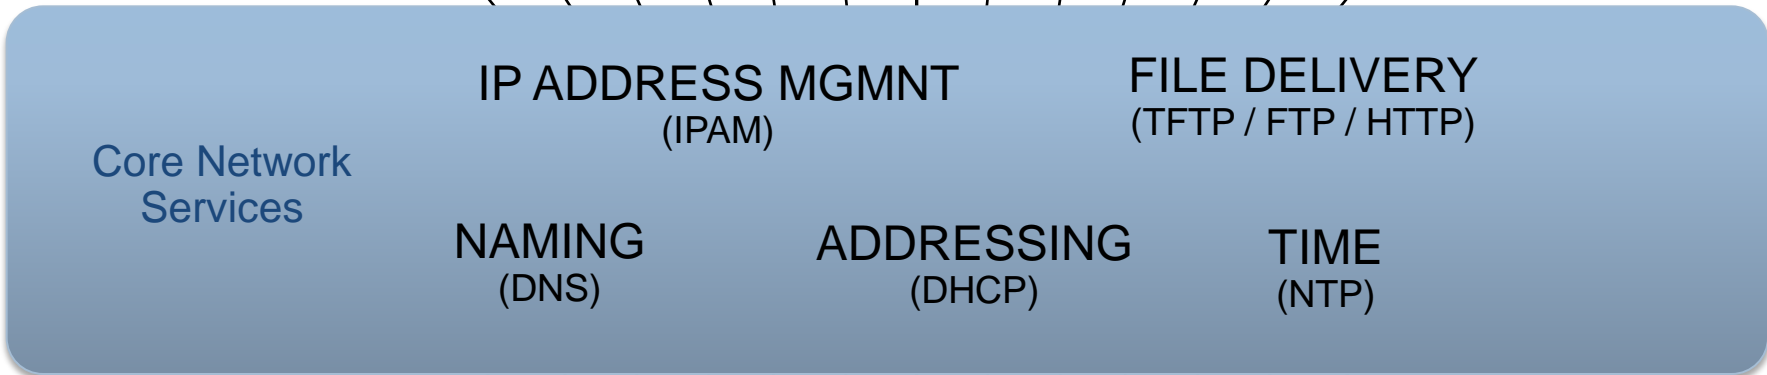 IP ADDRESS MGMNT
(IPAM)
FILE DELIVERY
(TFTP / FTP / HTTP)
Core Network
Services
NAMING
(DNS)
ADDRESSING
(DHCP)
TIME
(NTP)